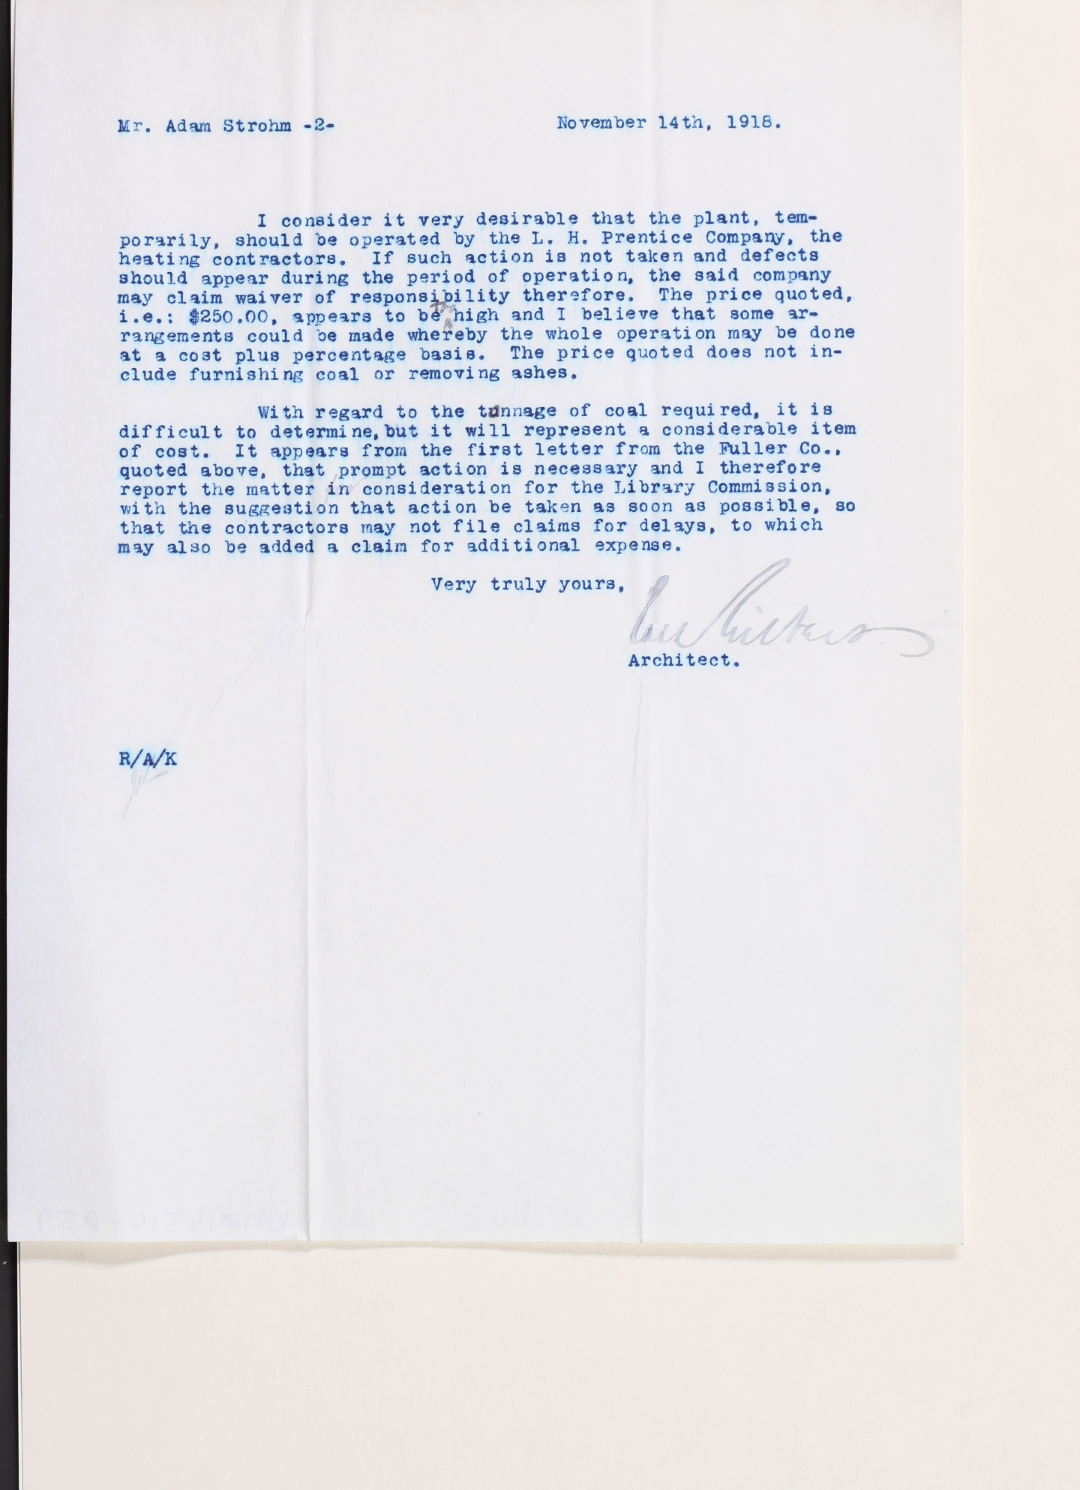 Mr. Adam Strohm -2- November 14th, 1918.
I consider it very desirable that the plant, tem-
porarily, should be operated by the L. H. Prentice Company, the
heating contractors. If such action is not taken and defects
should appear during the period of operation, the said company
may claim waiver of responsibility therefore. The price quoted,
i.e.: $250.00, appears to be too high and I believe that some ar-
rangements could be made whereby the whole operation may be done
at a cost plus percentage basis. The price quoted does not in-
clude furnishing coal or removing ashes.
With regard to the tonnage of coal required, it is
difficult to determine, but it will represent a considerable item
of cost. It appears from the first letter from the Fuller Co.,
quoted above, that prompt action is necessary and I therefore
report the matter in consideration for the Library Commission,
with the suggestion that action be taken as soon as possible, so
that the contractors may not file claims for delays, to which
may also be added a claim for additional expense.
Very truly yours,
Cass Gilbert
Architect.
R/A/K